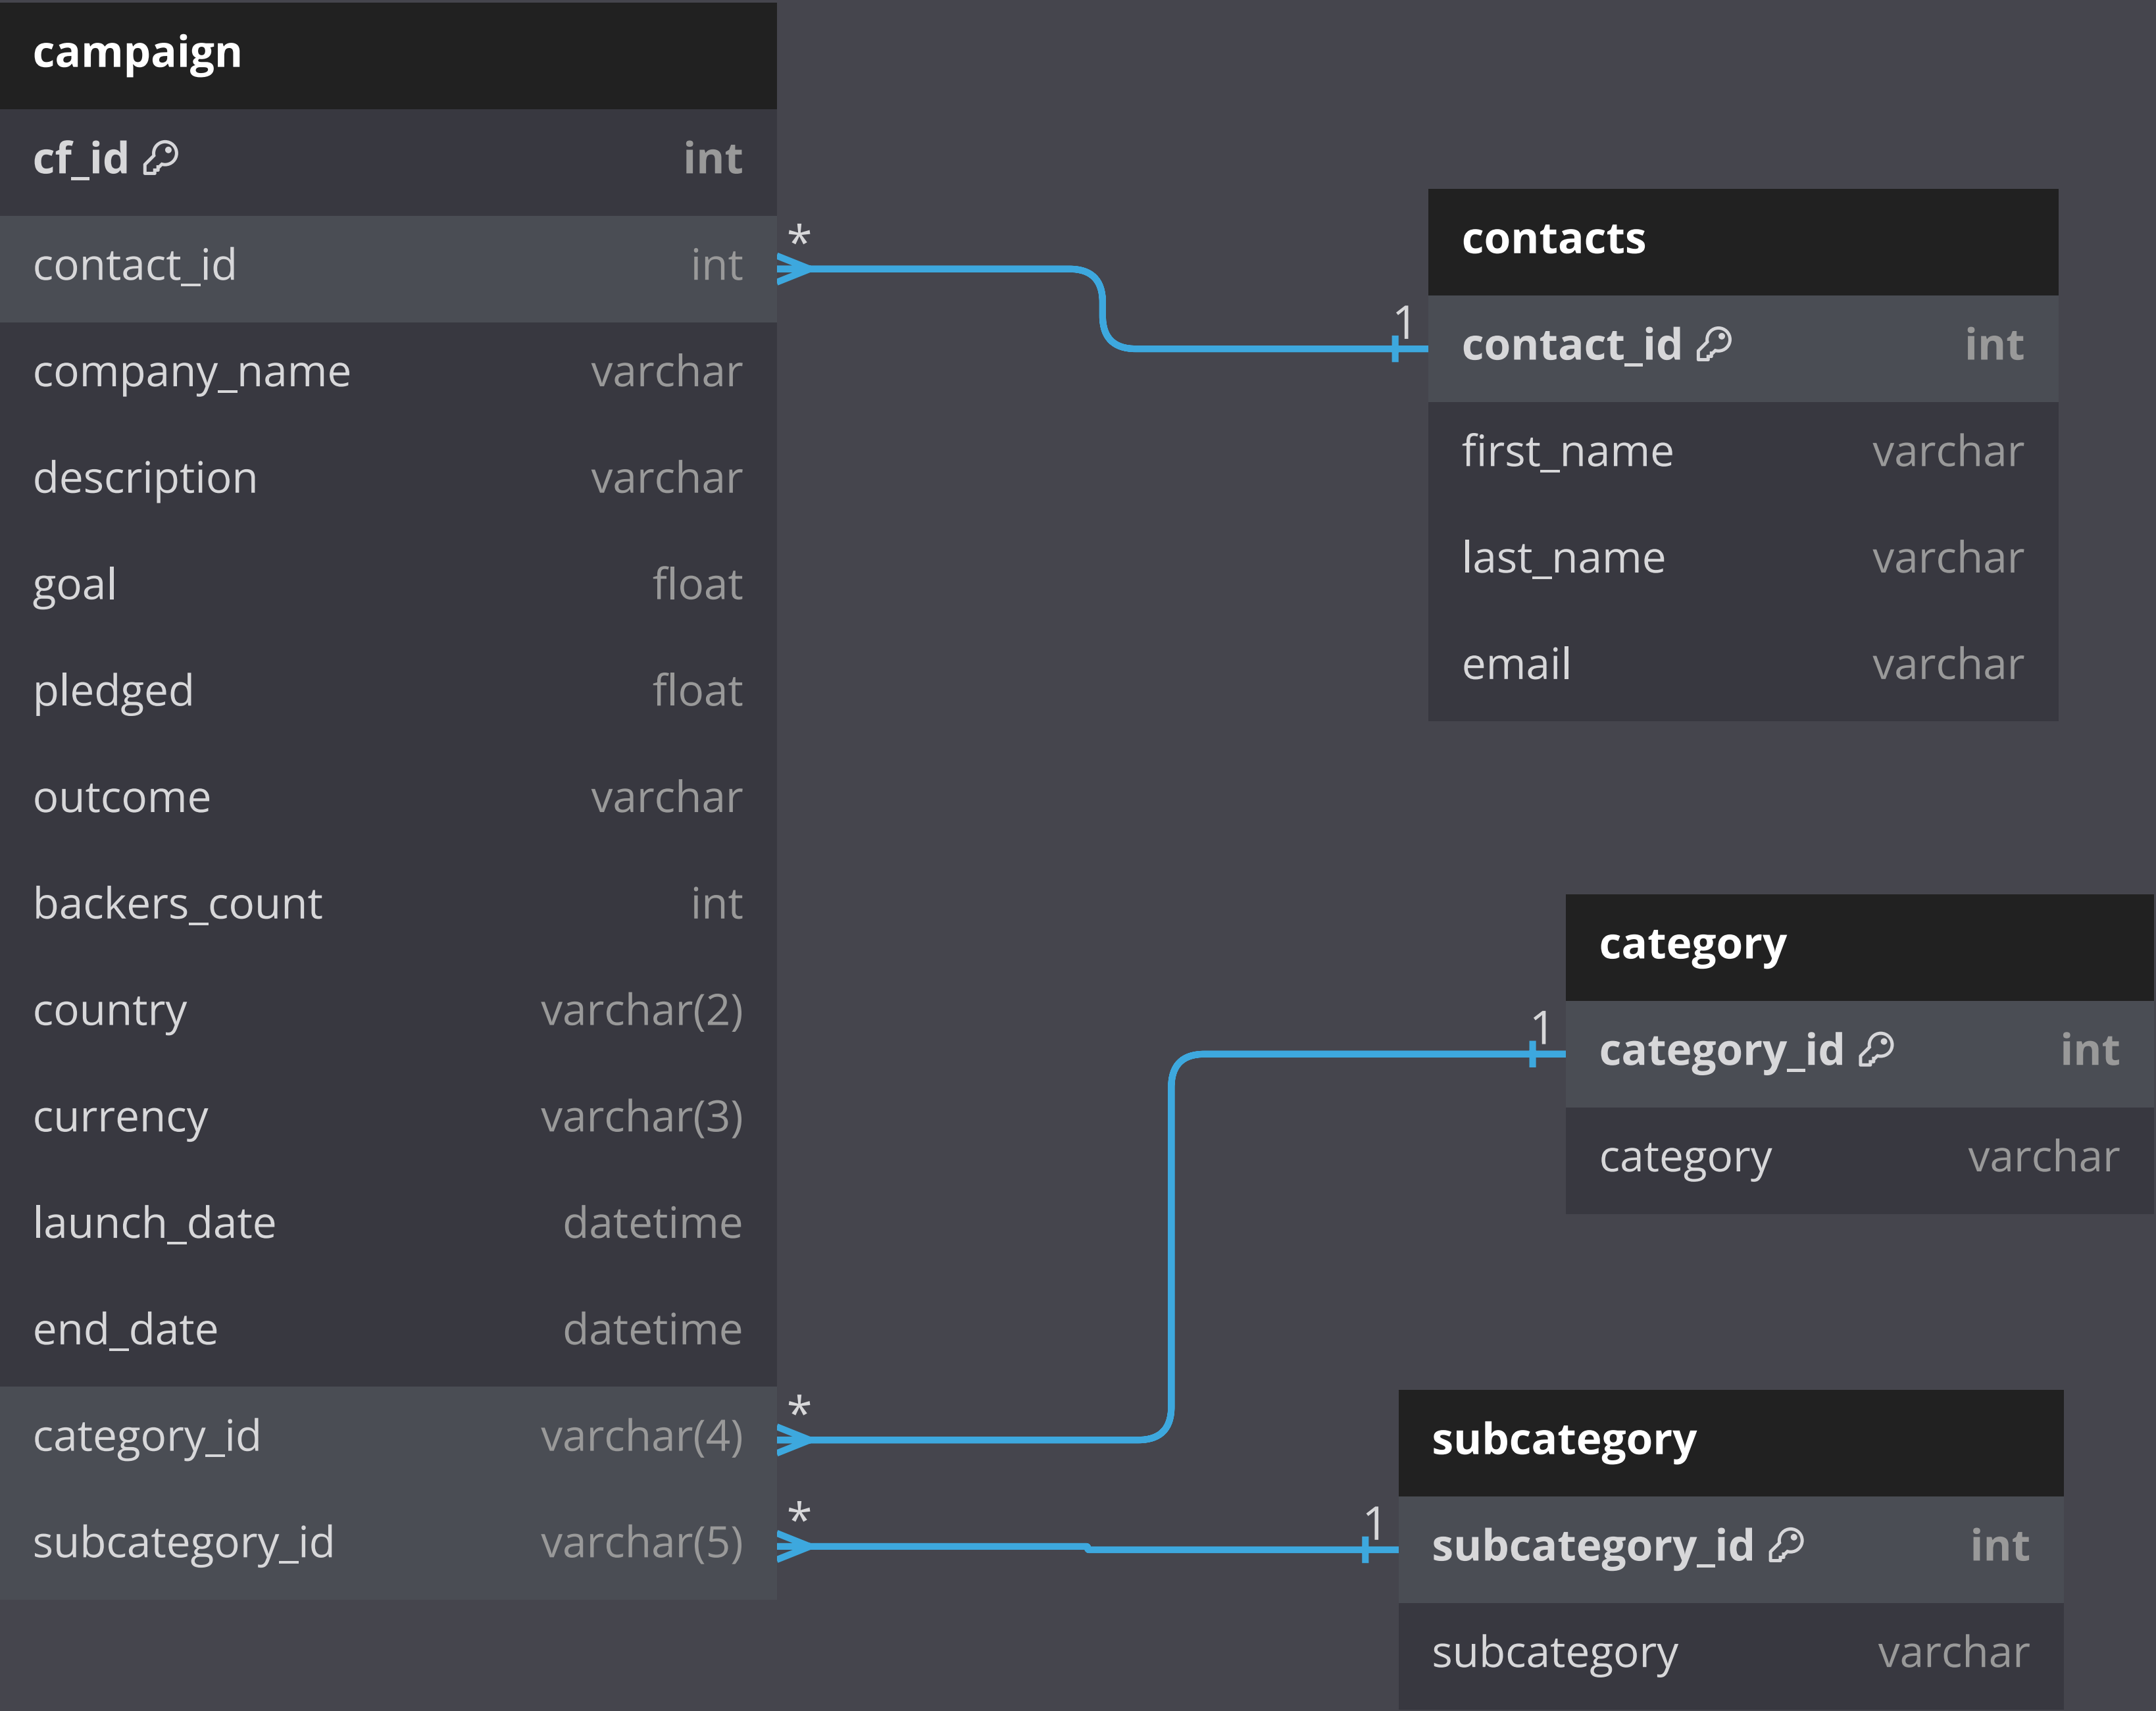 campaign
cf_id int
contact_id int
company_name varchar
description varchar
goal float
pledged float
outcome varchar
backers_count int
country varchar(2)
currency varchar(3)
launch_date datetime
end_date datetime
category_id varchar(4)
subcategory_id varchar(5)
*
1
*
1
*
1
contacts
contact_id int
first_name varchar
last_name varchar
email varchar
category
category_id int
category varchar
subcategory
subcategory_id int
subcategory varchar